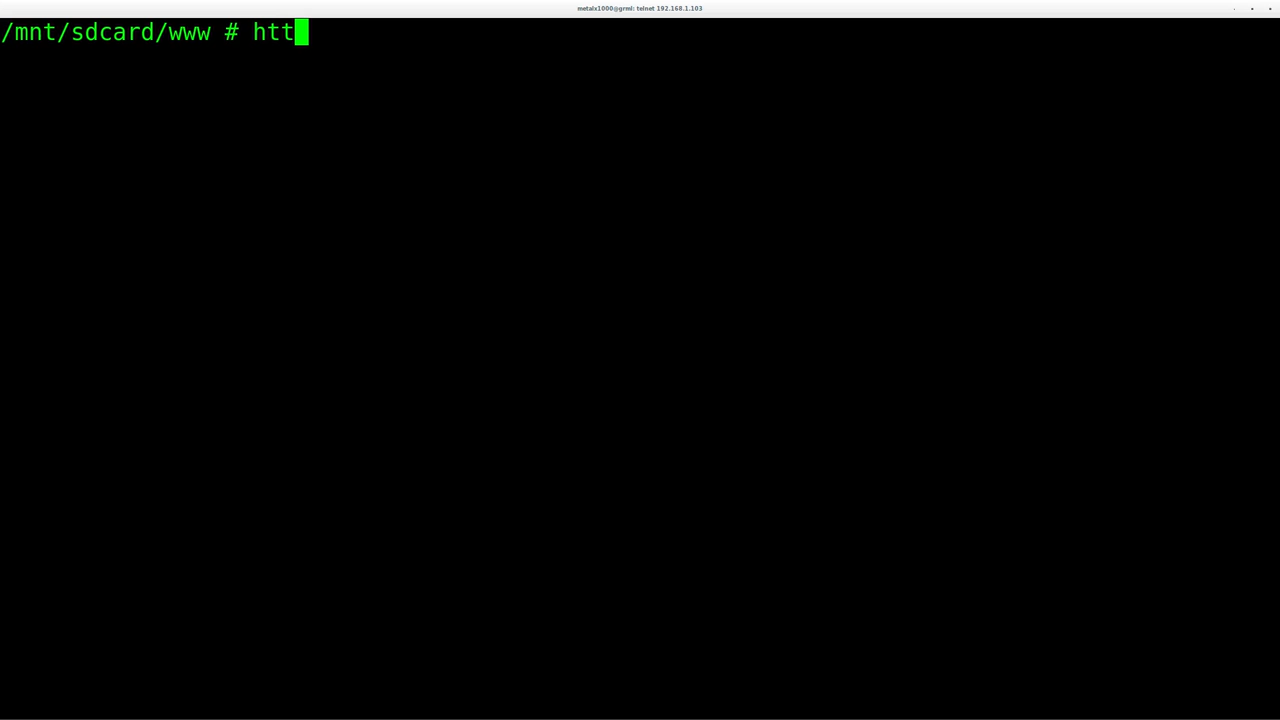 metalx1000@grml: telnet 192.168.1.103
/mnt/sdcard/www # htt